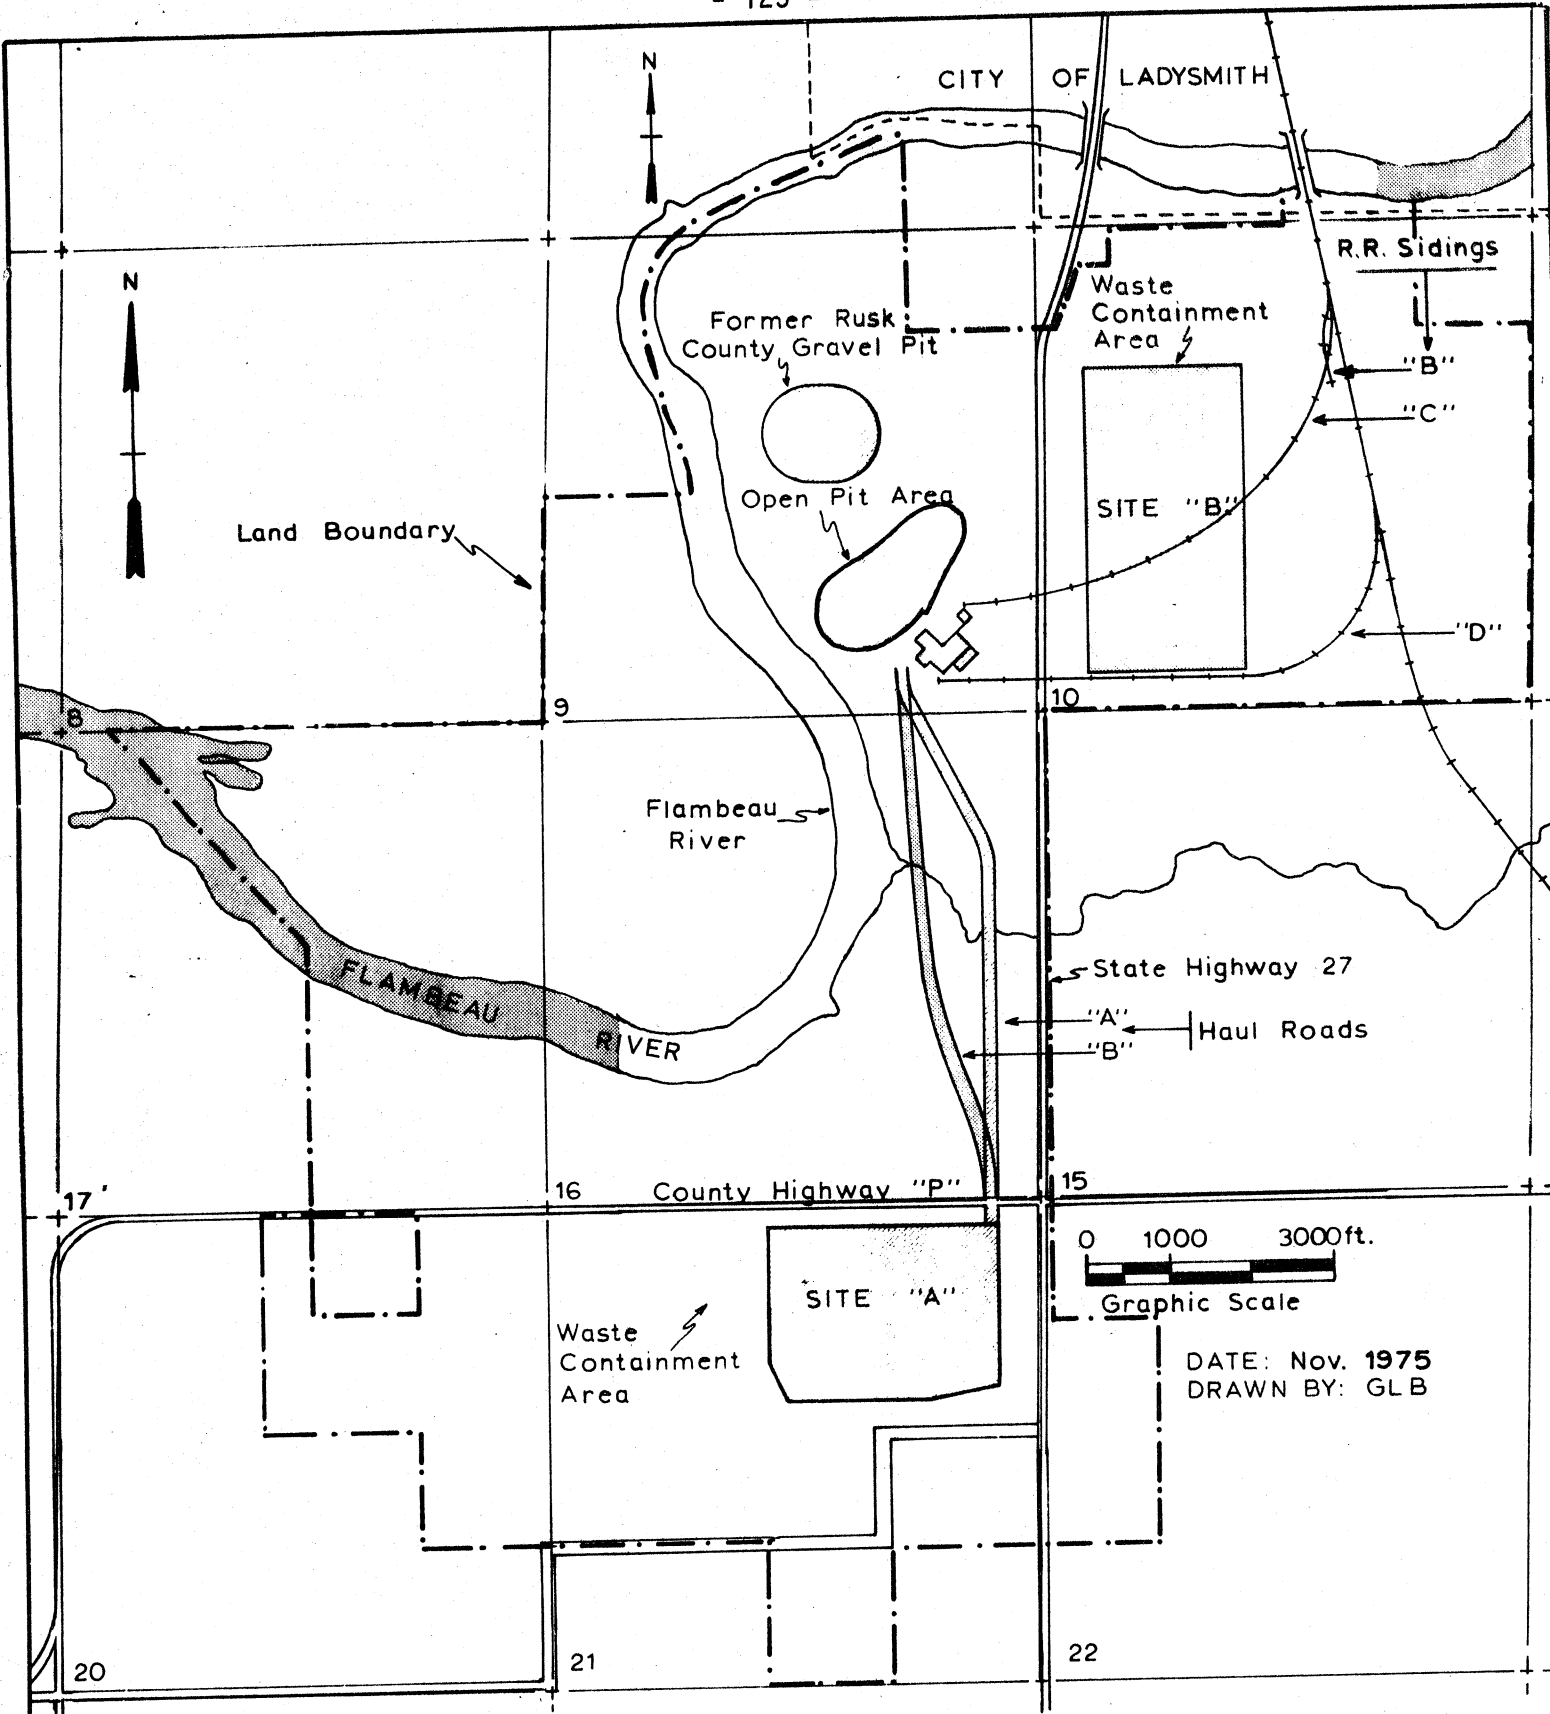 - 125
N
CITY OF LADYSMITH
R.R. Sidings
N
Waste
Containment
Area
Former Rusk
County Gravel Pit
"B"
"C"
Open Pit Area
SITE "B"
Land Boundary
"D"
8
9
10
Flambeau
River
State Highway 27
FLAMBEAU RIVER
"A"
"B"
Haul Roads
17
16
County Highway "P"
15
0 1000 3000ft.
Graphic Scale
SITE "A"
Waste
Containment
Area
DATE: Nov. 1975
DRAWN BY: GLB
20
21
22